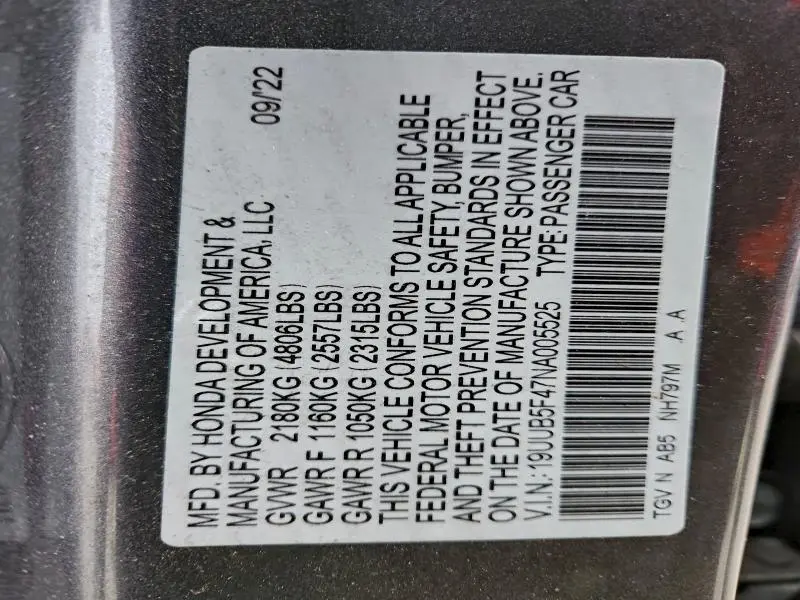 MFD. BY HONDA DEVELOPMENT &
MANUFACTURING OF AMERICA, LLC 09/'22
GVWR 2180KG (4806LBS)
GAWR F 1160KG (2557LBS)
GAWR R 1050KG (2315LBS)
THIS VEHICLE CONFORMS TO ALL APPLICABLE
FEDERAL MOTOR VEHICLE SAFETY, BUMPER,
AND THEFT PREVENTION STANDARDS IN EFFECT
ON THE DATE OF MANUFACTURE SHOWN ABOVE.
V.I.N.: 19UUB5F47NA005525 TYPE: PASSENGER CAR
TGV N AB5 NH797M A A